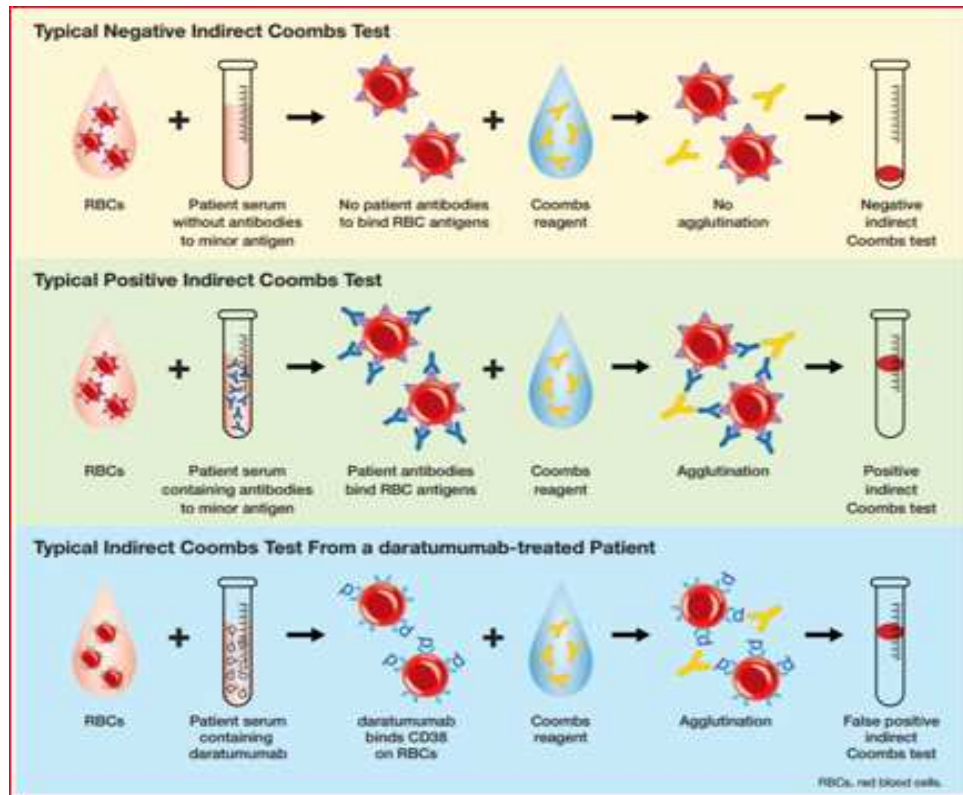 Typical Negative Indirect Coombs Test
+ + 
RBCs
Patient serum
without antibodies
to minor antigen
No patient antibodies
to bind RBC antigens
Coombs
reagent
No
agglutination
Negative
indirect
Coombs test
Typical Positive Indirect Coombs Test
+ +
RBCs
Patient serum
containing antibodies
to minor antigen
Patient antibodies
bind RBC antigens
Coombs
reagent
Agglutination
Positive
indirect
Coombs test
Typical Indirect Coombs Test From a daratumumab-treated Patient
+ +
RBCs
Patient serum
containing
daratumumab
daratumumab
binds CD38
on RBCs
Coombs
reagent
Agglutination
False positive
indirect
Coombs test
RBCs, red blood cells.